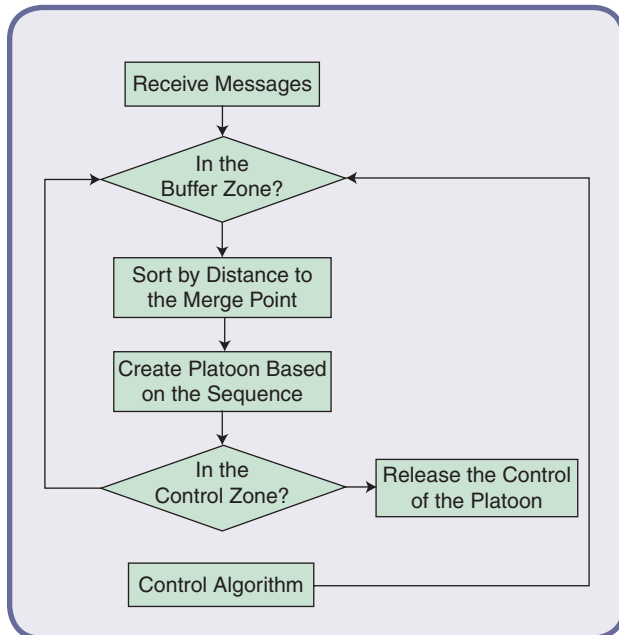 Receive Messages
In the
Buffer Zone?
Sort by Distance to
the Merge Point
Create Platoon Based
on the Sequence
In the
Control Zone?
Release the Control
of the Platoon
Control Algorithm